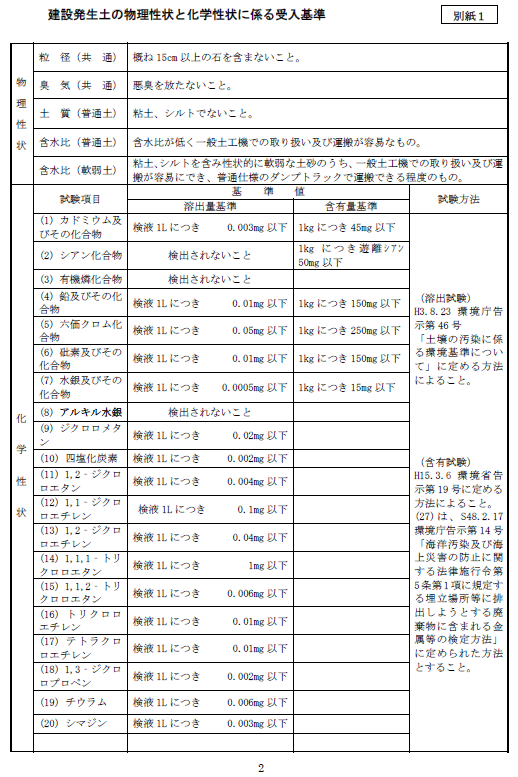 建設発生土の物理性状と化学性状に係る受入基準
別紙１
物理性状
粒　径（共　通）　概ね15cm以上の石を含まないこと。
臭　気（共　通）　悪臭を放たないこと。
土　質（普通土）　粘土、シルトでないこと。
含水比（普通土）　含水比が低く一般土工機での取り扱い及び運搬が容易なもの。
含水比（軟弱土）　粘土、シルトを含み性状的に軟弱な土砂のうち、一般土工機での取り扱い及び運
搬が容易にでき、普通仕様のダンプトラックで運搬できる程度のもの。
化学性状
試験項目　基　準　値　試験方法
溶出量基準　含有量基準
(1) カドミウム及
びその化合物　検液1Lにつき　0.003mg以下　1kgにつき45mg以下
(2) シアン化合物　検出されないこと　1kg につき遊離ｼｱﾝ
50mg以下
(3) 有機燐化合物　検出されないこと
(4) 鉛及びその化
合物　検液1Lにつき　0.01mg以下　1kgにつき150mg以下
(5) 六価クロム化
合物　検液1Lにつき　0.05mg以下　1kgにつき250mg以下
(6) 砒素及びその
化合物　検液1Lにつき　0.01mg以下　1kgにつき150mg以下
(7) 水銀及びその
化合物　検液1Lにつき　0.0005mg以下　1kgにつき15mg以下
(8) アルキル水銀　検出されないこと
(9) ジクロロメタ
ン　検液1Lにつき　0.02mg以下
(10) 四塩化炭素　検液1Lにつき　0.002mg以下
(11) 1,2‐ジクロ
ロエタン　検液1Lにつき　0.004mg以下
(12) 1,1‐ジクロ
ロエチレン　検液1Lにつき　0.1mg以下
(13) 1,2‐ジクロ
ロエチレン　検液1Lにつき　0.04mg以下
(14) 1,1,1‐トリ
クロロエタン　検液1Lにつき　1mg以下
(15) 1,1,2‐トリ
クロロエタン　検液1Lにつき　0.006mg以下
(16) トリクロロ
エチレン　検液1Lにつき　0.01mg以下
(17) テトラクロ
ロエチレン　検液1Lにつき　0.01mg以下
(18) 1,3‐ジクロ
ロプロペン　検液1Lにつき　0.002mg以下
(19) チウラム　検液1Lにつき　0.006mg以下
(20) シマジン　検液1Lにつき　0.003mg以下
（溶出試験）
H3.8.23 環境庁告
示第46号
「土壌の汚染に係
る環境基準につい
て」に定める方法
によること。
（含有試験）
H15.3.6 環境省告
示第19号に定める
方法によること。
(27)は、S48.2.17
環境庁告示第14号
「海洋汚染及び海
上災害の防止に関
する法律施行令第
5条第1項に規定す
る埋立場所等に排
出しようとする廃
棄物に含まれる金
属等の検定方法」
に定められた方法
とすること。
2